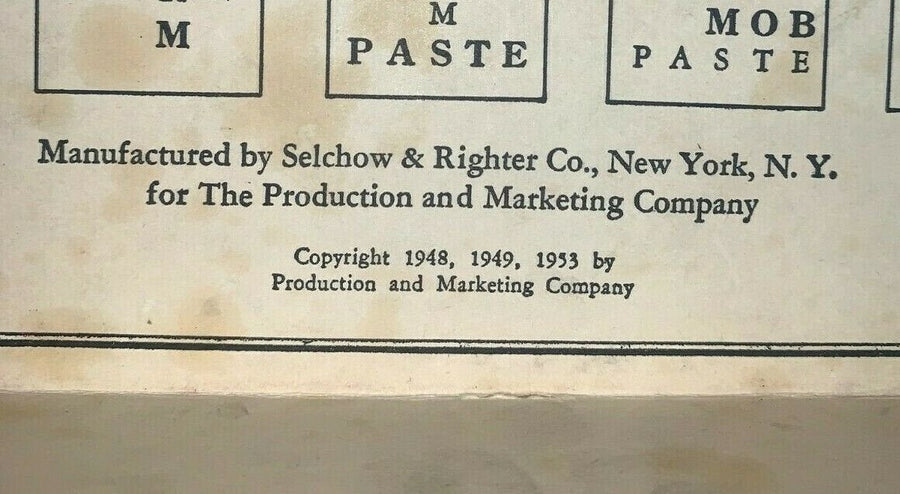 M
M
PASTE
MOB
PASTE
Manufactured by Selchow & Righter Co., New York, N. Y.
for The Production and Marketing Company
Copyright 1948, 1949, 1953 by
Production and Marketing Company